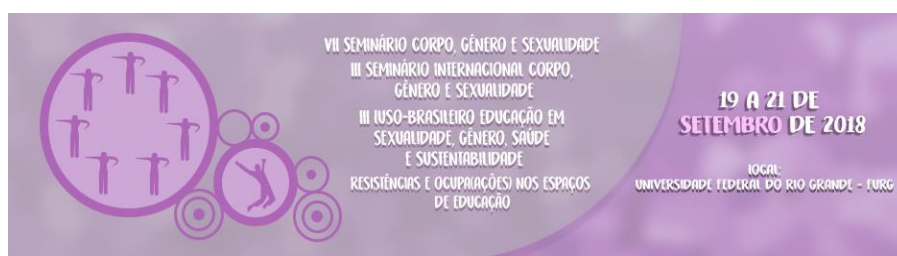 VII SEMINÁRIO CORPO, GÊNERO E SEXUALIDADE
III SEMINÁRIO INTERNACIONAL CORPO,
GÊNERO E SEXUALIDADE
III LUSO-BRASILEIRO EDUCAÇÃO EM
SEXUALIDADE, GÊNERO, SAÚDE
E SUSTENTABILIDADE
RESISTÊNCIAS E OCUPA(AÇÕES) NOS ESPAÇOS
DE EDUCAÇÃO
19 A 21 DE
SETEMBRO DE 2018
LOCAL:
UNIVERSIDADE FEDERAL DO RIO GRANDE - FURG